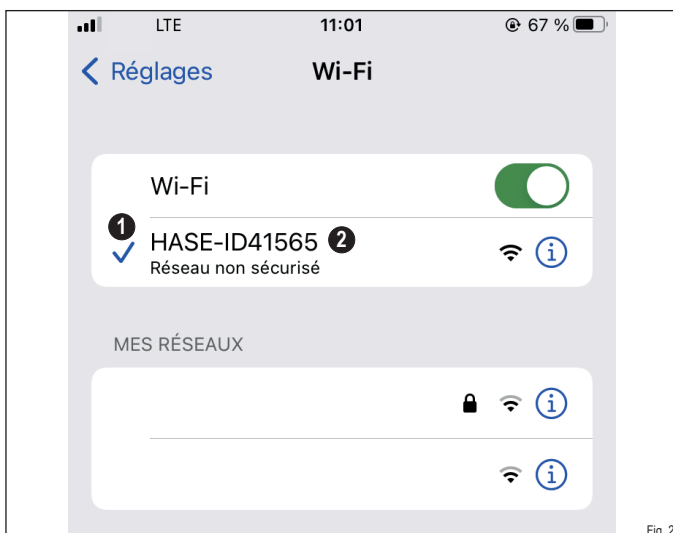 LTE 11:01 67 %
Réglages Wi-Fi
Wi-Fi
1
HASE-ID41565 2
Réseau non sécurisé
MES RÉSEAUX
Fig. 2